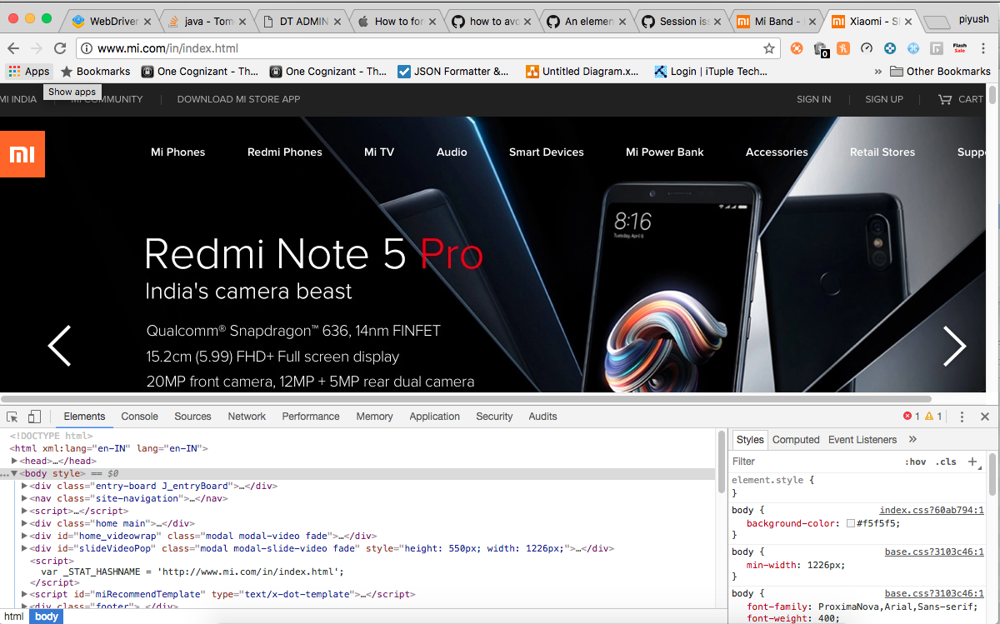 WebDriver
java - Tom
DT ADMIN
How to for
how to avo
An elemen
Session is
Mi Band -
Xiaomi - S
piyush
www.mi.com/in/index.html
0
Flash Sale
Apps
Bookmarks
One Cognizant - Th...
One Cognizant - Th...
JSON Formatter &...
Untitled Diagram.x...
Login | iTuple Tech...
»
Other Bookmarks
Show apps
MI INDIA
MI COMMUNITY
DOWNLOAD MI STORE APP
SIGN IN
SIGN UP
CART
Mi Phones
Redmi Phones
Mi TV
Audio
Smart Devices
Mi Power Bank
Accessories
Retail Stores
Supp
8:16
Tuesday, April 6
Redmi Note 5 Pro
India's camera beast
Qualcomm® Snapdragon™ 636, 14nm FINFET
15.2cm (5.99) FHD+ Full screen display
20MP front camera, 12MP + 5MP rear dual camera
Elements
Console
Sources
Network
Performance
Memory
Application
Security
Audits
1
1
<!DOCTYPE html>
<html xml:lang="en-IN" lang="en-IN">
<head>…</head>
<body style> == $0
<div class="entry-board J_entryBoard">…</div>
<nav class="site-navigation">…</nav>
<script>…</script>
<div class="home main">…</div>
<div id="home_videowrap" class="modal modal-video fade">…</div>
<div id="slideVideoPop" class="modal modal-slide-video fade" style="height: 550px; width: 1226px;">…</div>
<script>
var _STAT_HASHNAME = 'http://www.mi.com/in/index.html';
</script>
<script id="miRecommendTemplate" type="text/x-dot-template">…</script>
<div class="footer">…</div>
html
body
Styles
Computed
Event Listeners
»
Filter
:hov
.cls
+
element.style {
}
body {
index.css?60ab794:1
background-color: #f5f5f5;
}
body {
base.css?3103c46:1
min-width: 1226px;
}
body {
base.css?3103c46:1
font-family: ProximaNova,Arial,Sans-serif;
font-weight: 400;